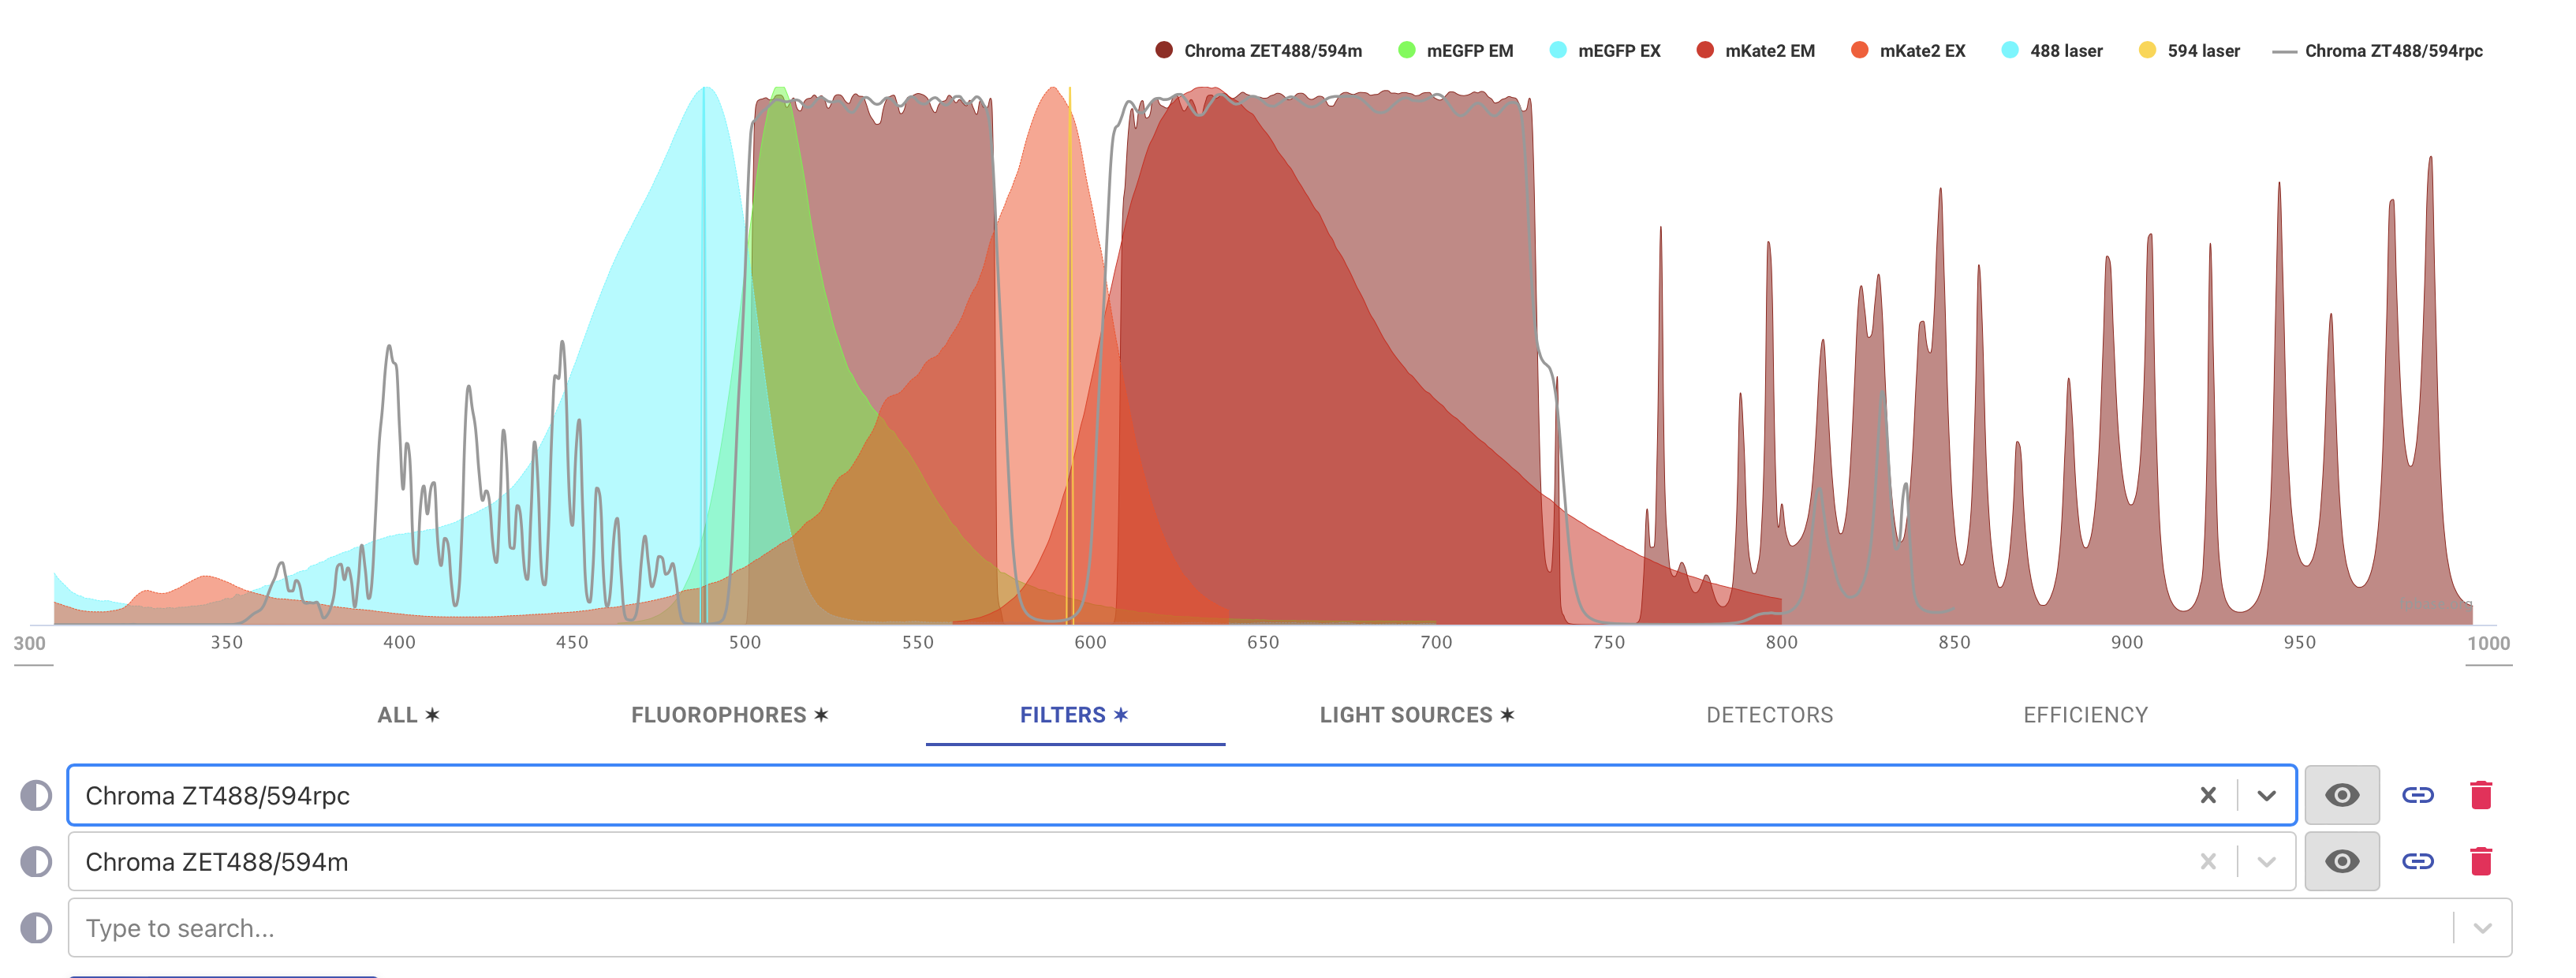 Chroma ZET488/594m mEGFP EM mEGFP EX mKate2 EM mKate2 EX 488 laser 594 laser Chroma ZT488/594rpc
300 350 400 450 500 550 600 650 700 750 800 850 900 950 1000
ALL ✶ FLUOROPHORES ✶ FILTERS ✶ LIGHT SOURCES ✶ DETECTORS EFFICIENCY
Chroma ZT488/594rpc
Chroma ZET488/594m
Type to search...